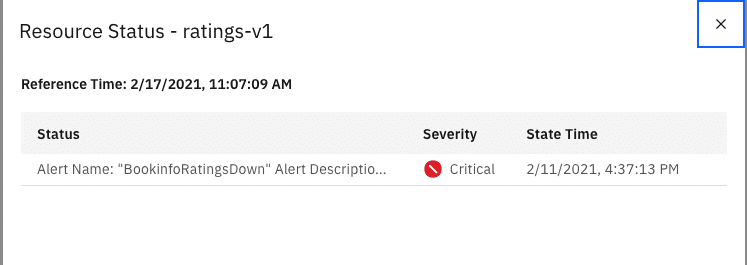 Resource Status - ratings-v1
Reference Time: 2/17/2021, 11:07:09 AM
Status Severity State Time
Alert Name: "BookinfoRatingsDown" Alert Descriptio... Critical 2/11/2021, 4:37:13 PM